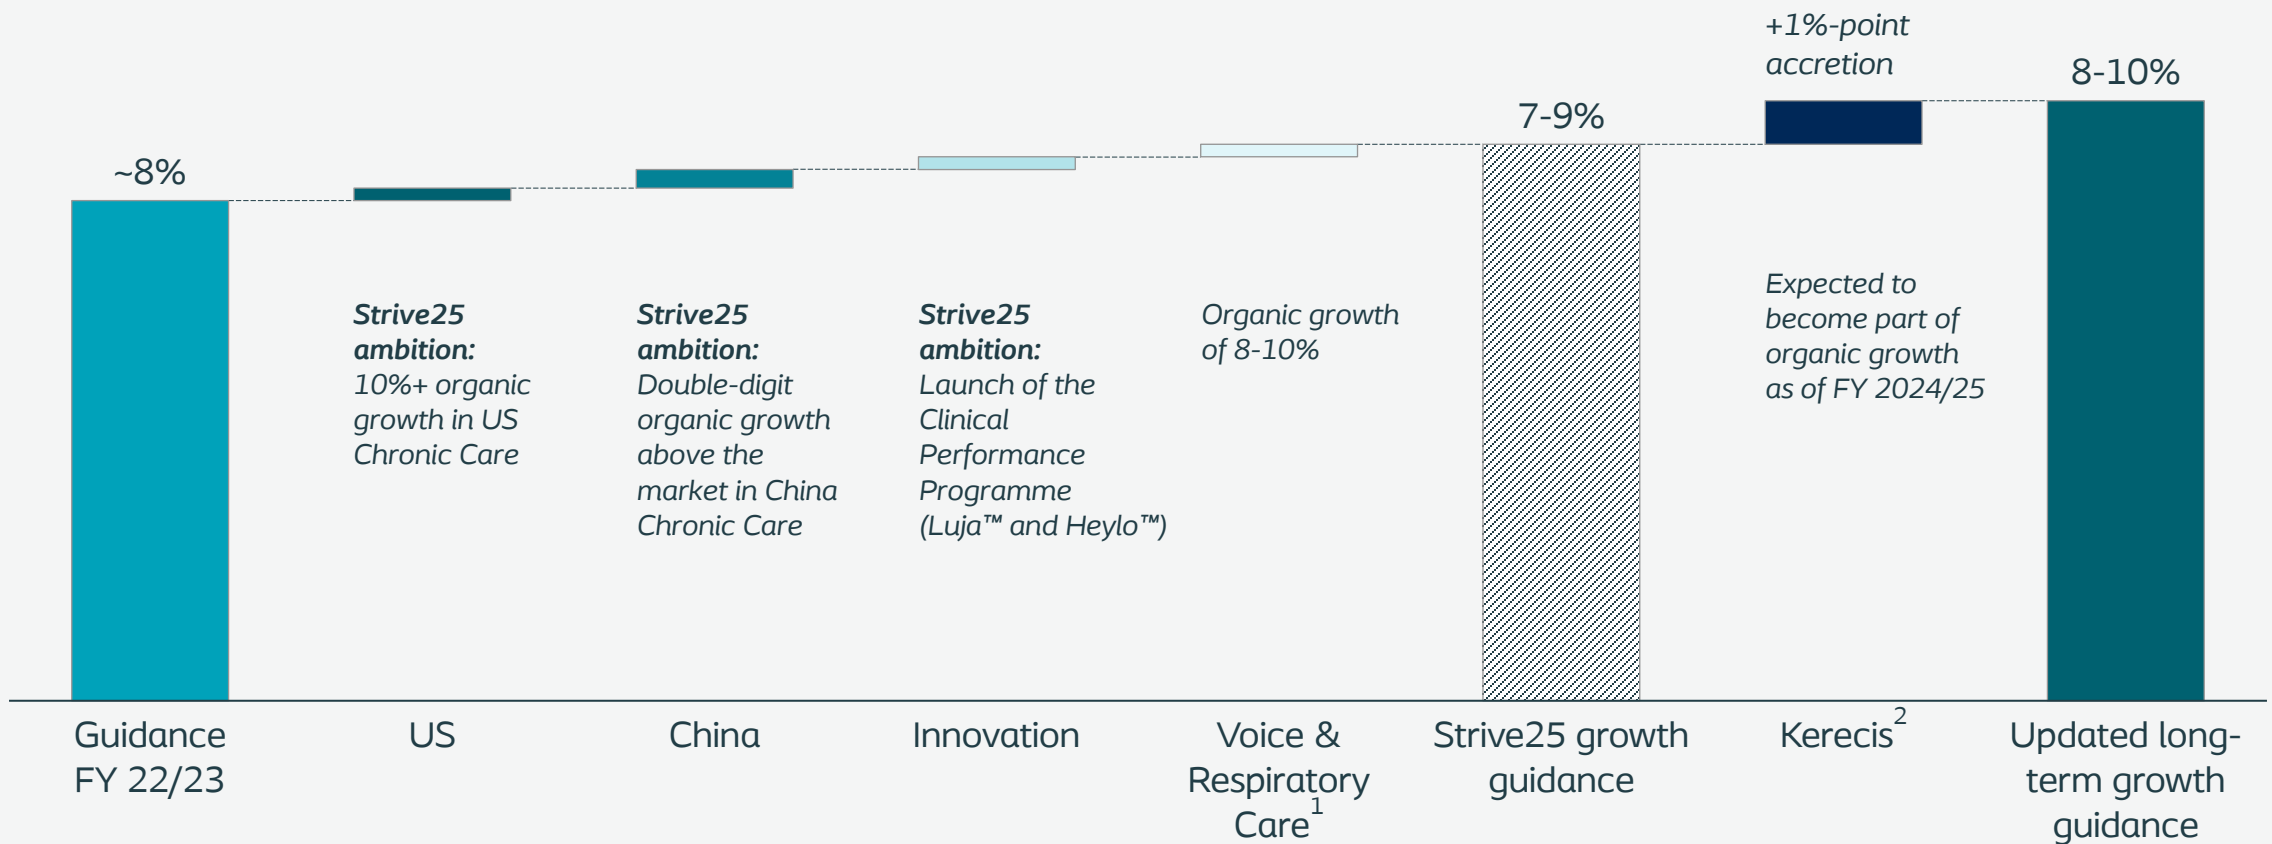 ~8%
7-9%
+1%-point
accretion
8-10%
Strive25
ambition:
10%+ organic
growth in US
Chronic Care
Strive25
ambition:
Double-digit
organic growth
above the
market in China
Chronic Care
Strive25
ambition:
Launch of the
Clinical
Performance
Programme
(Luja™ and Heylo™)
Organic growth
of 8-10%
Expected to
become part of
organic growth
as of FY 2024/25
Guidance
FY 22/23
US
China
Innovation
Voice &
Respiratory
Care1
Strive25 growth
guidance
Kerecis2
Updated long-
term growth
guidance